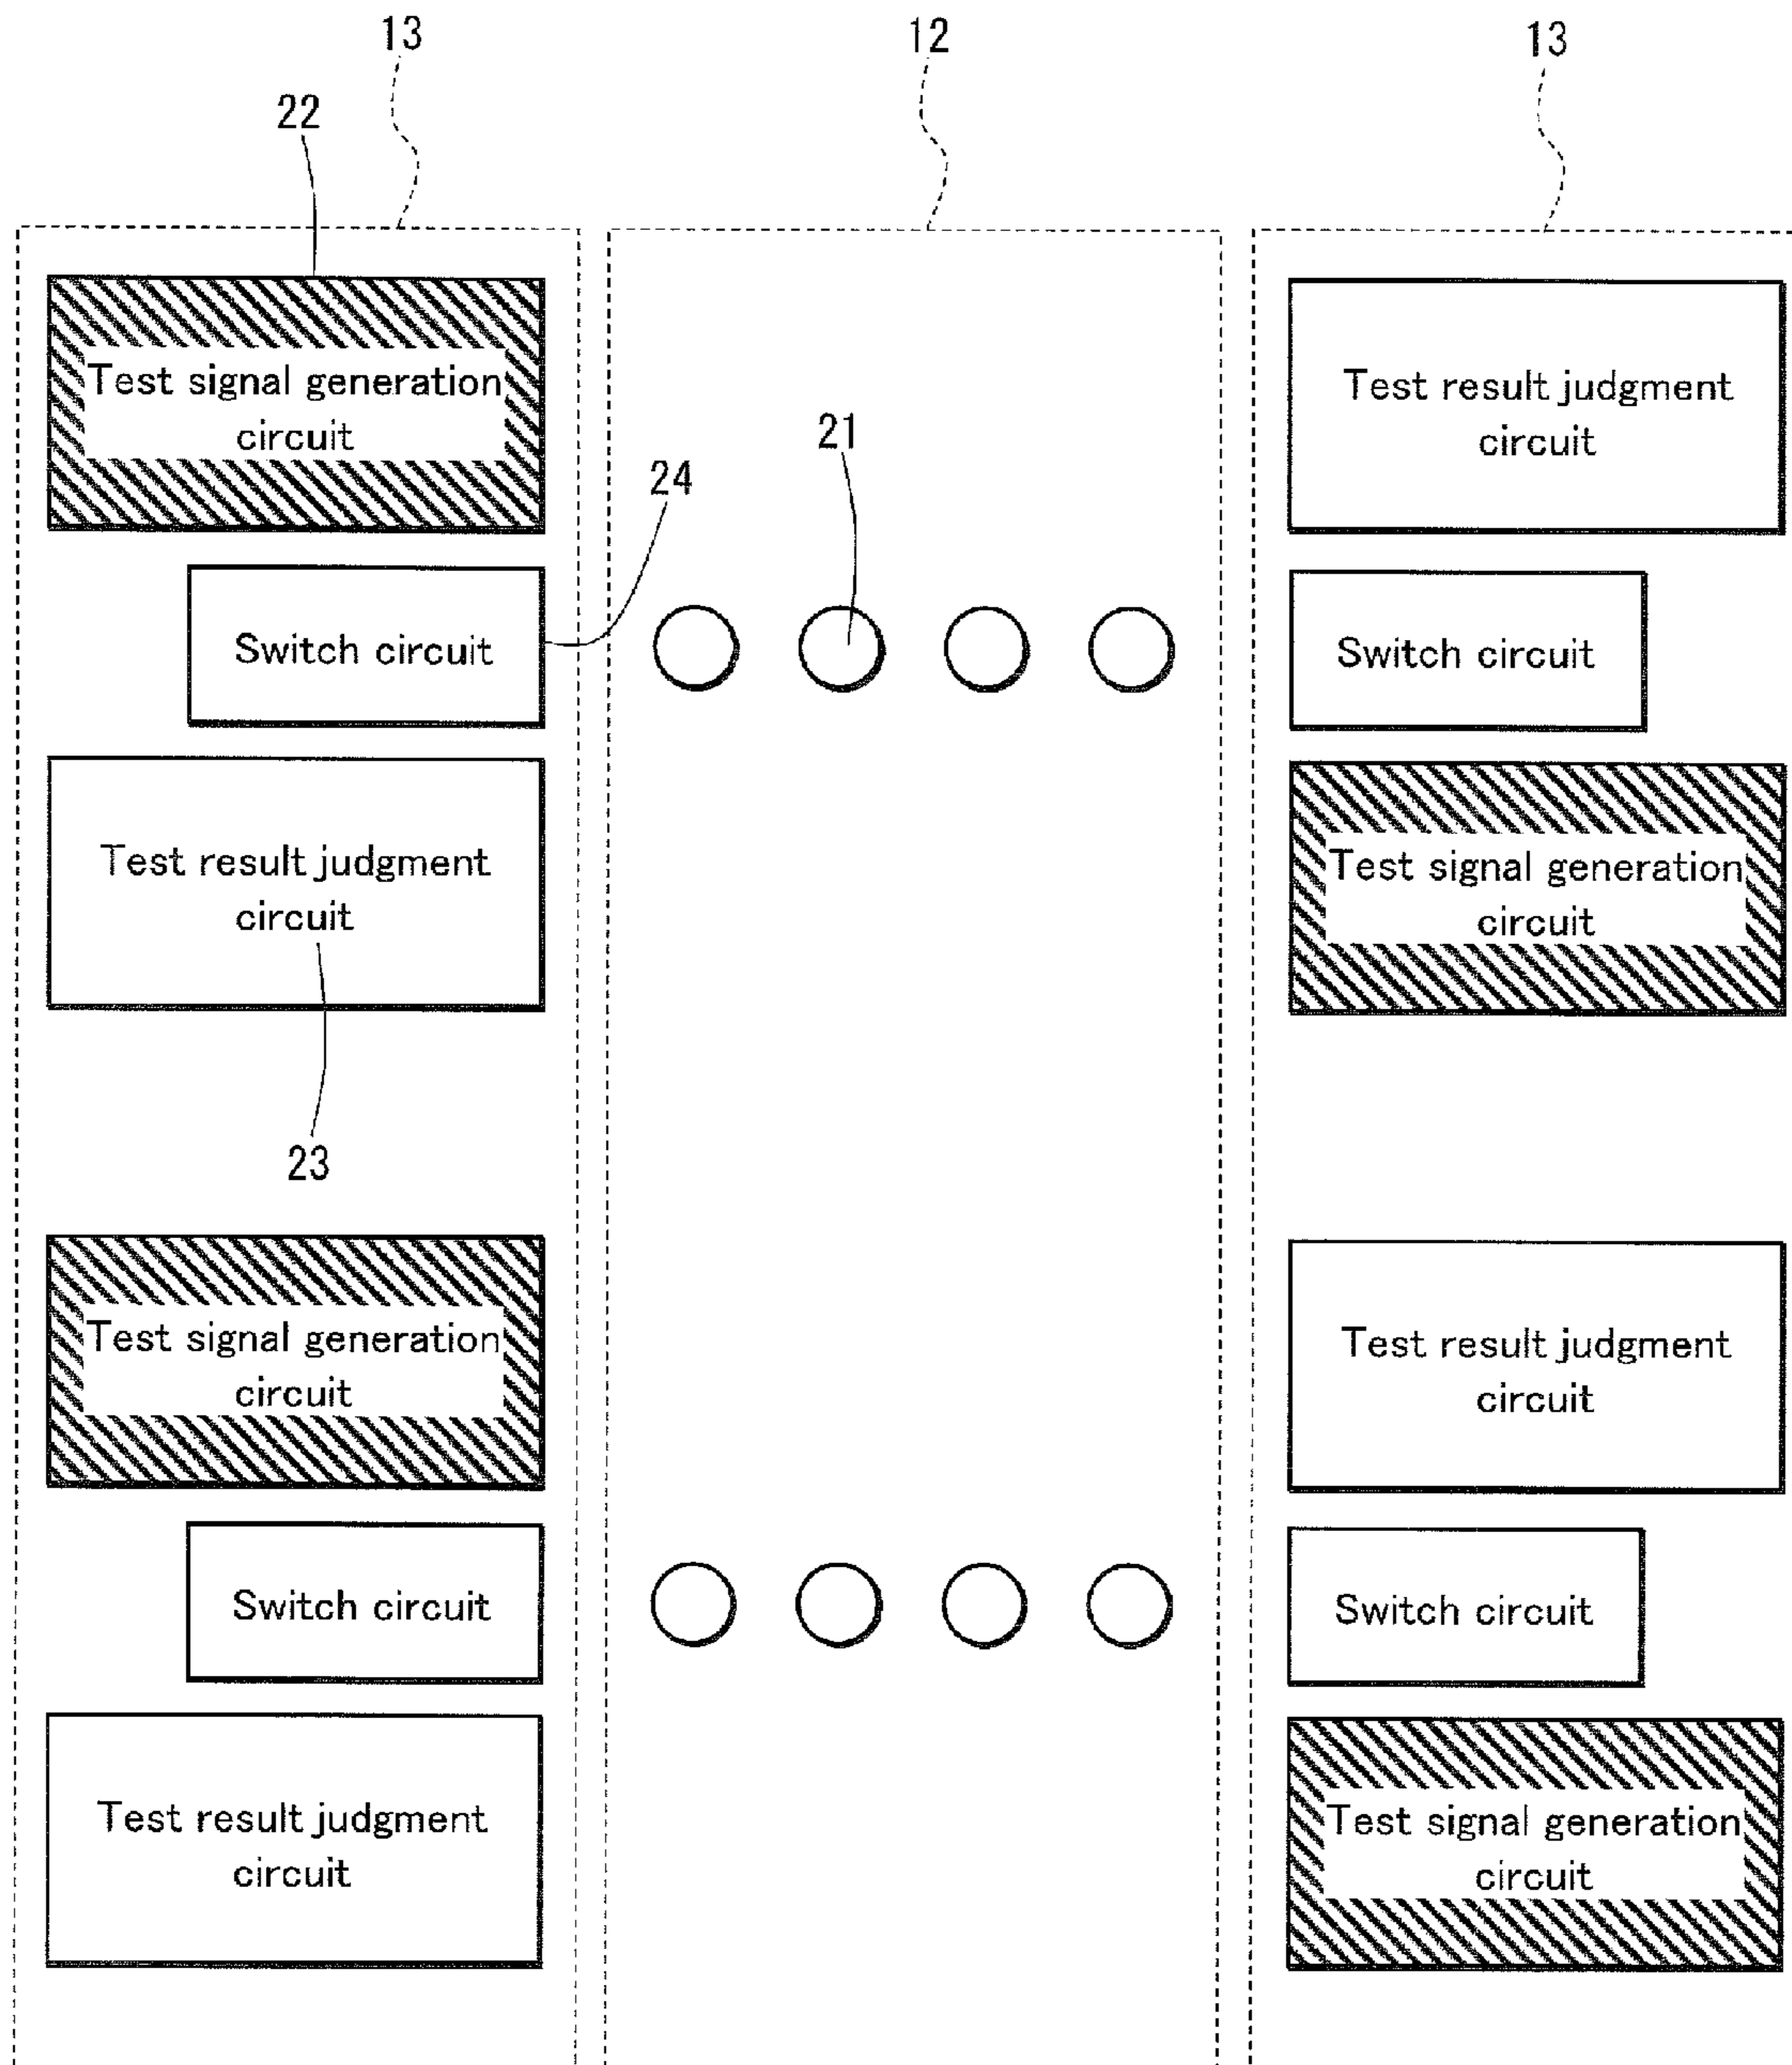 13
12
13
22
Test signal generation
circuit
Test result judgment
circuit
21
24
Switch circuit
Switch circuit
Test result judgment
circuit
Test signal generation
circuit
23
Test signal generation
circuit
Test result judgment
circuit
Switch circuit
Switch circuit
Test result judgment
circuit
Test signal generation
circuit